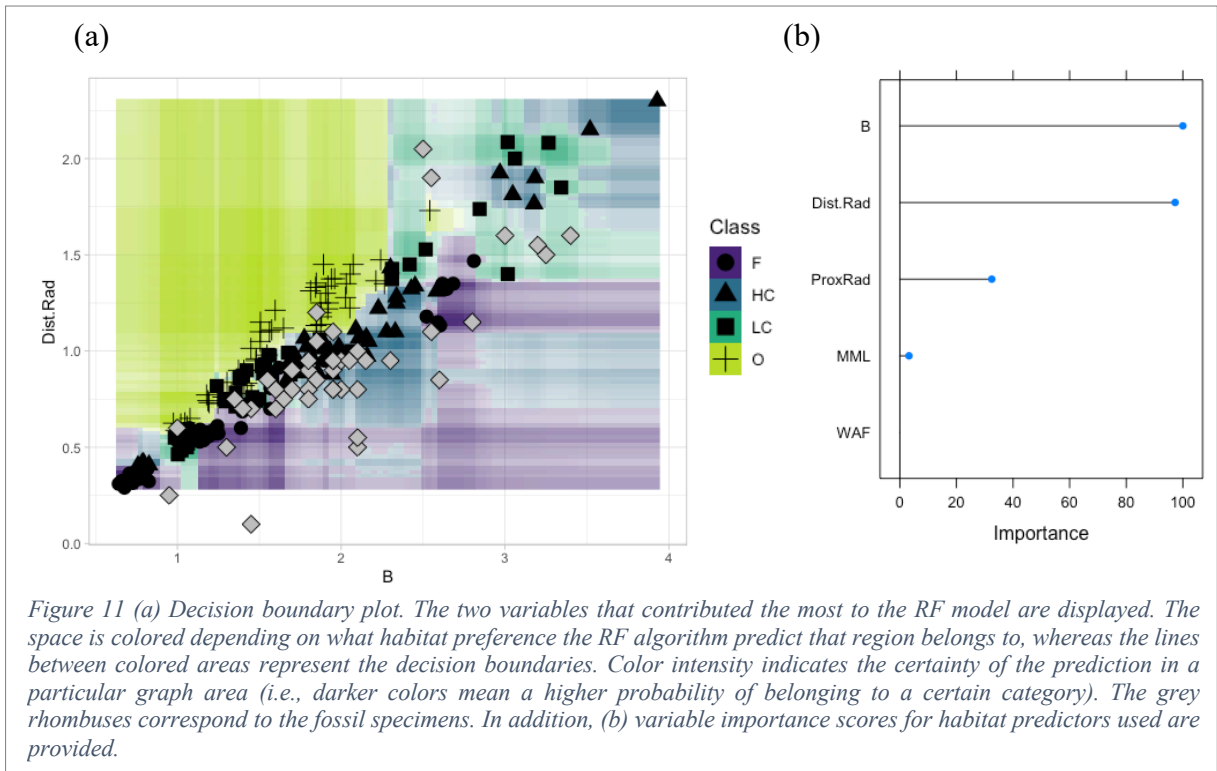 (a)
(b)
2.0
1.5
1.0
0.5
0.0
Dist.Rad
1
2
3
4
B
Class
F
HC
LC
O
B
Dist.Rad
ProxRad
MML
WAF
0
20
40
60
80
100
Importance
Figure 11 (a) Decision boundary plot. The two variables that contributed the most to the RF model are displayed. The
space is colored depending on what habitat preference the RF algorithm predict that region belongs to, whereas the lines
between colored areas represent the decision boundaries. Color intensity indicates the certainty of the prediction in a
particular graph area (i.e., darker colors mean a higher probability of belonging to a certain category). The grey
rhombuses correspond to the fossil specimens. In addition, (b) variable importance scores for habitat predictors used are
provided.